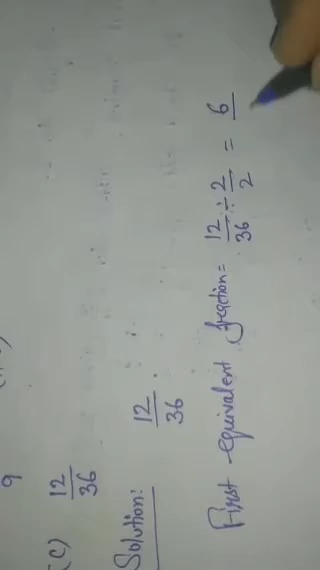 9
(C) 12/36
Solution: 12/36
First equivalent fraction = 12/36 ÷ 2/2 = 6